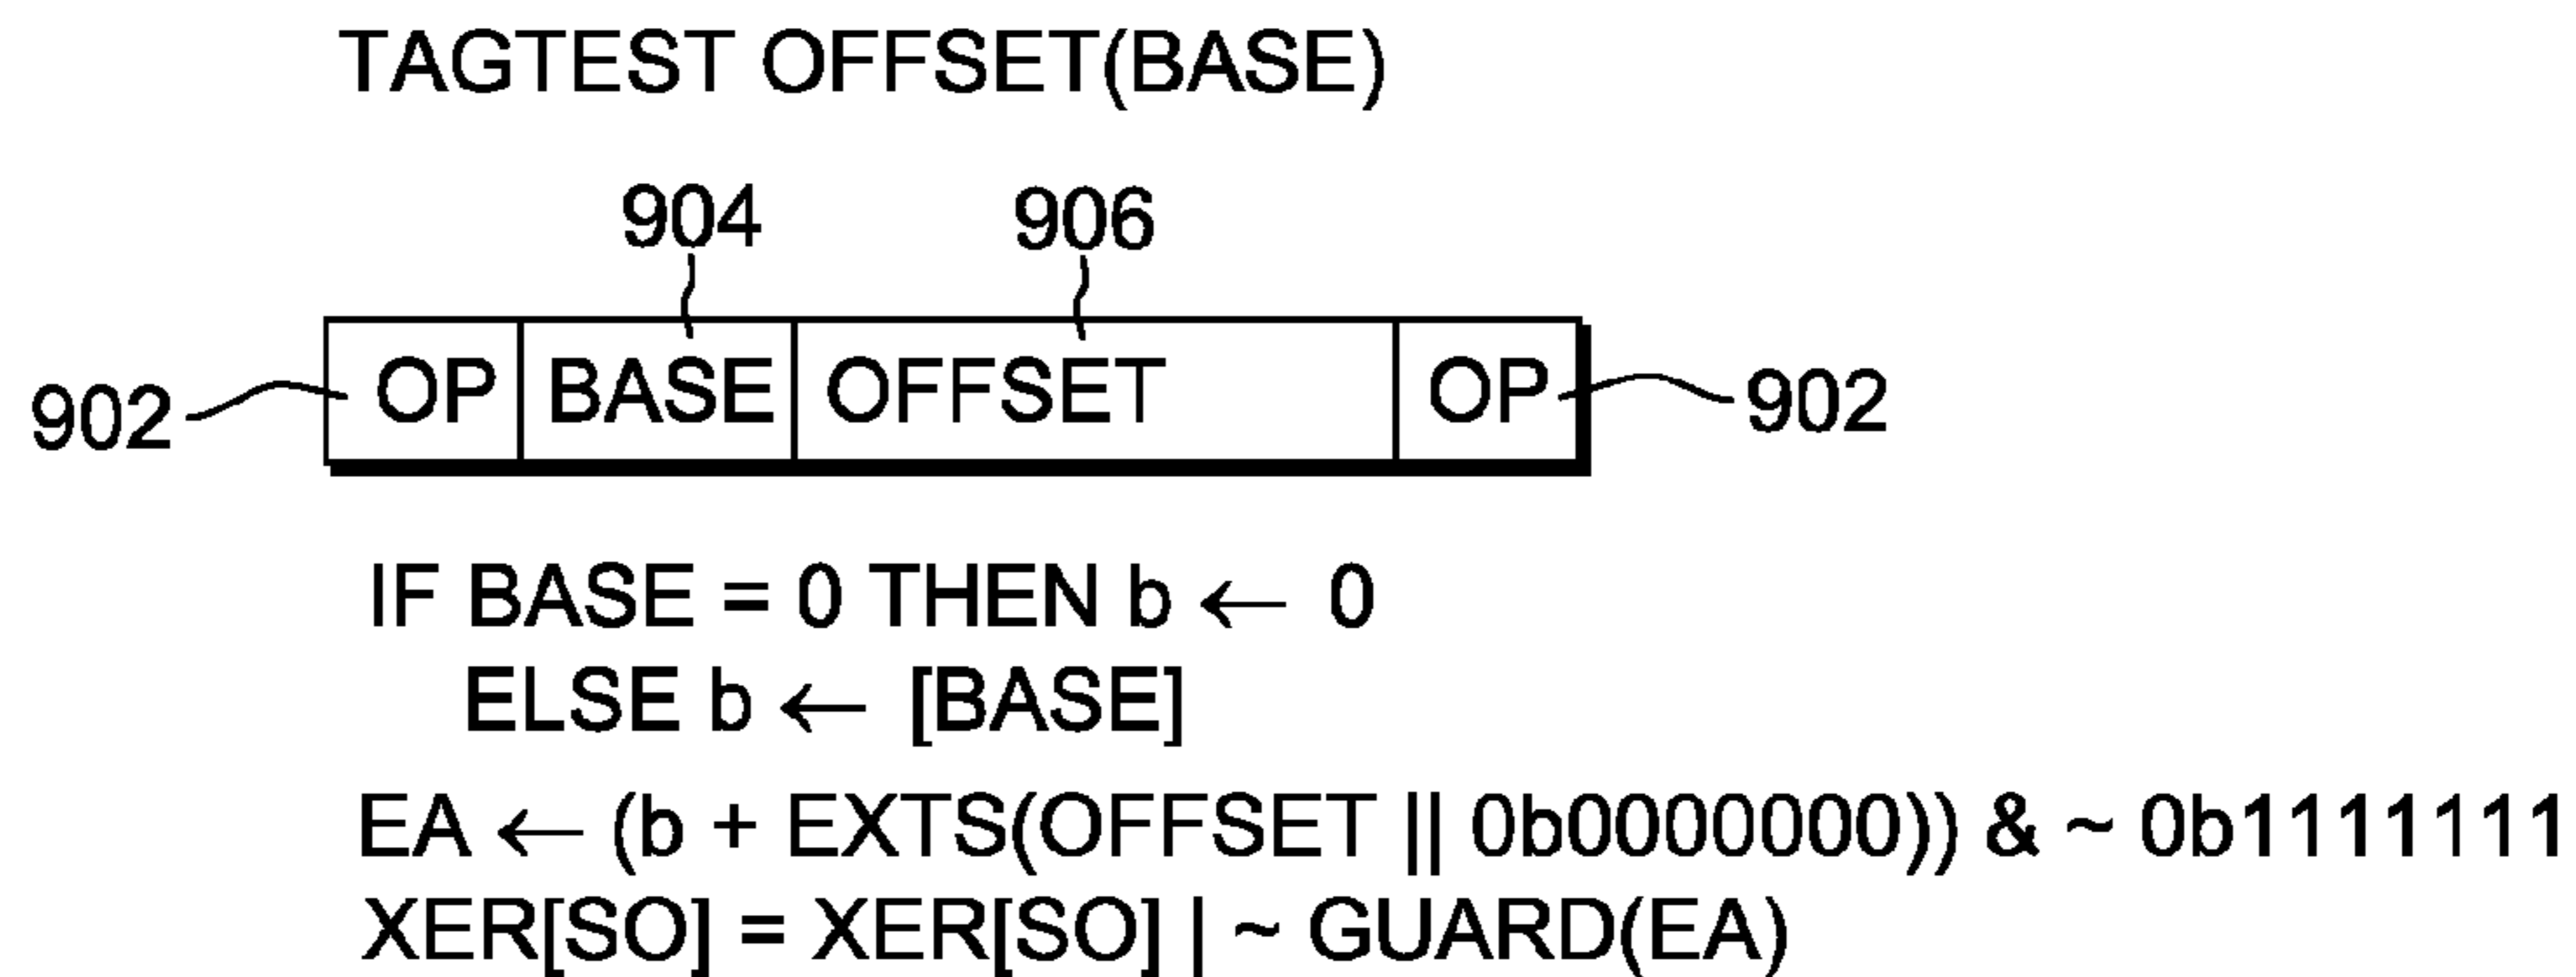 TAGTEST OFFSET(BASE)
904 906
902 OP BASE OFFSET OP 902
IF BASE = 0 THEN b ← 0
ELSE b ← [BASE]
EA ← (b + EXTS(OFFSET || 0b0000000)) & ~ 0b1111111
XER[SO] = XER[SO] | ~ GUARD(EA)